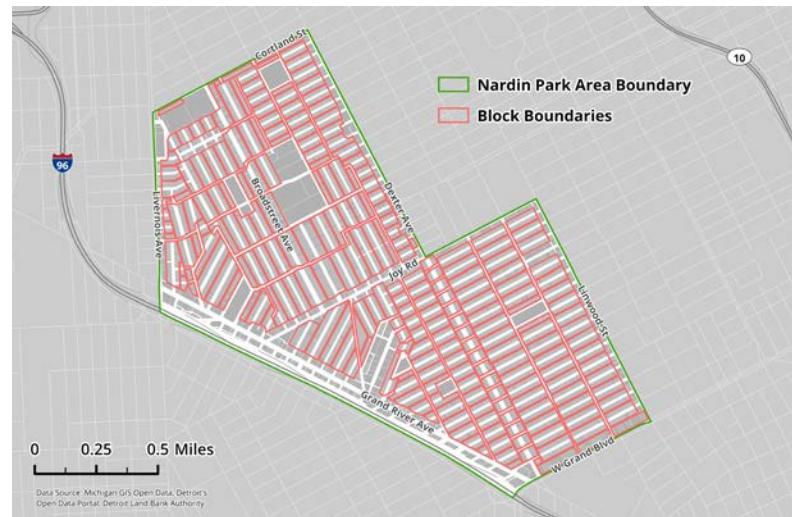 Cortland St
10
Nardin Park Area Boundary
Block Boundaries
96
Livernois Ave
Broadstreet Ave
Dexter Ave
Joy Rd
Linwood St
Grand River Ave
W Grand Blvd
0 0.25 0.5 Miles
Data Source: Michigan GIS Open Data, Detroit's
Open Data Portal, Detroit Land Bank Authority